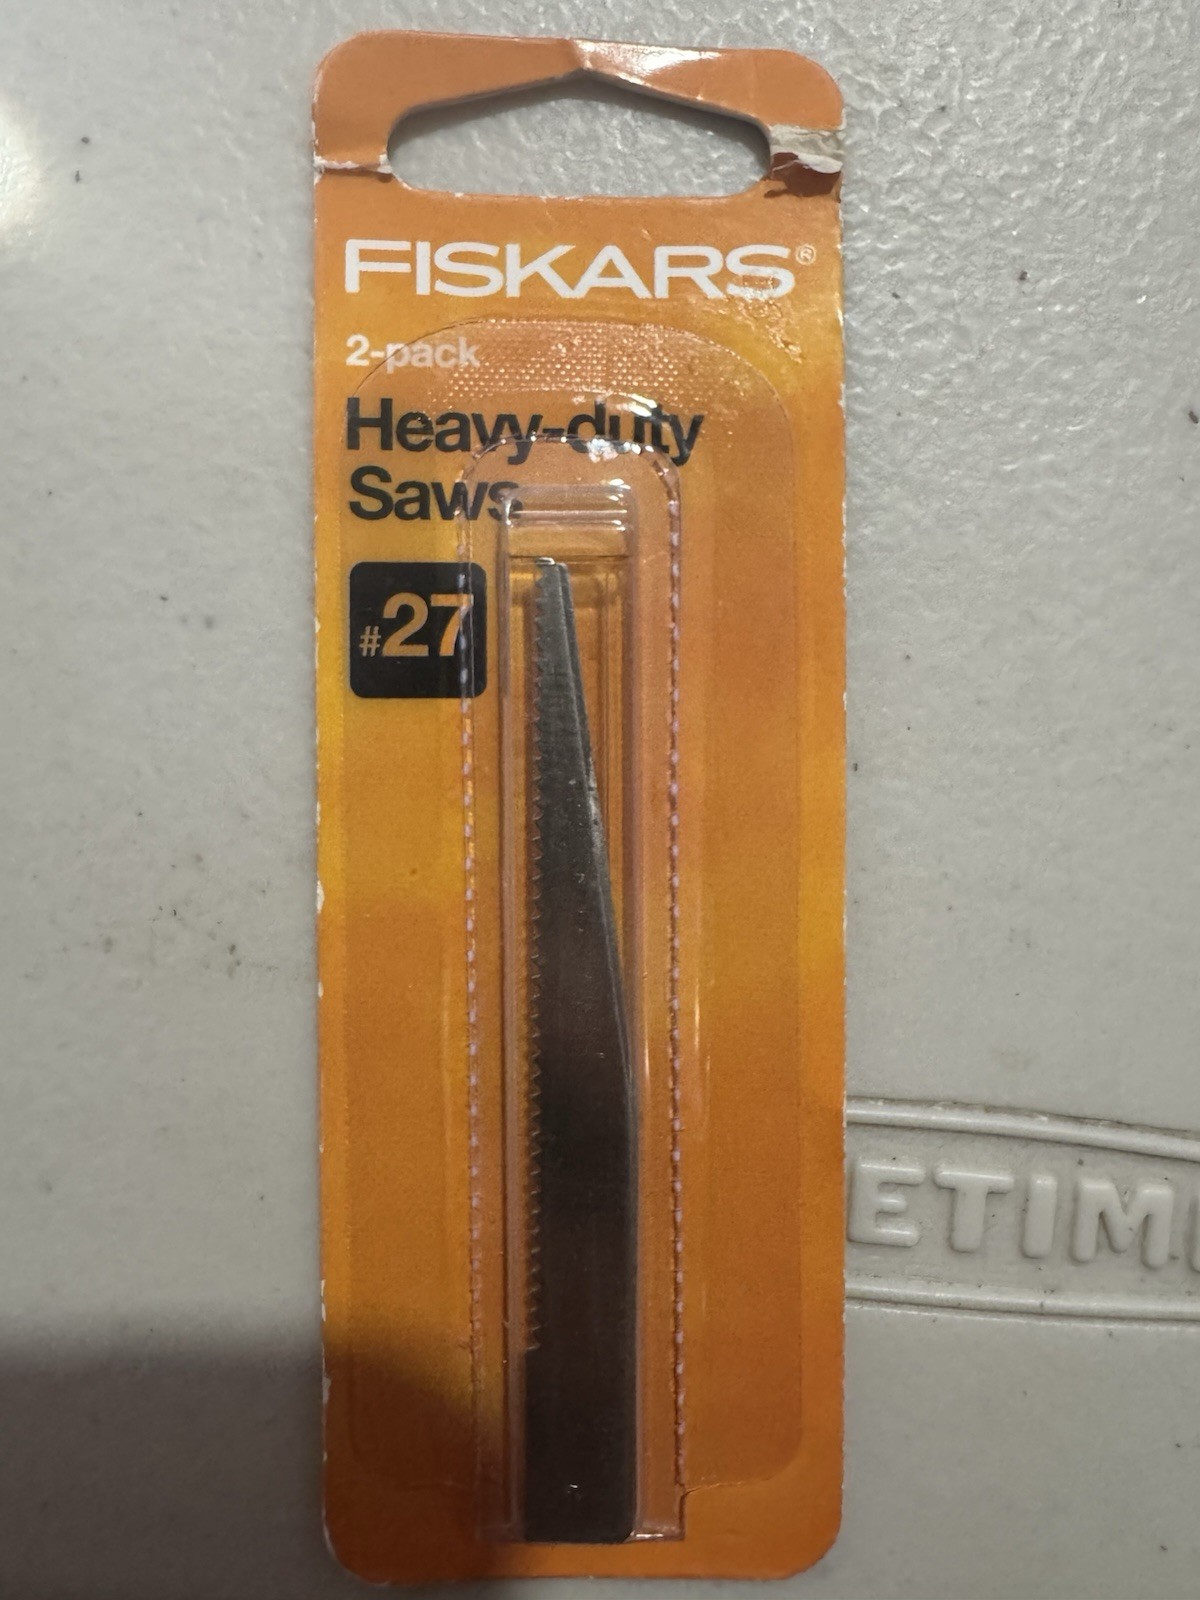 FISKARS®
2-pack
Heavy-duty
Saws
#27
ETIM